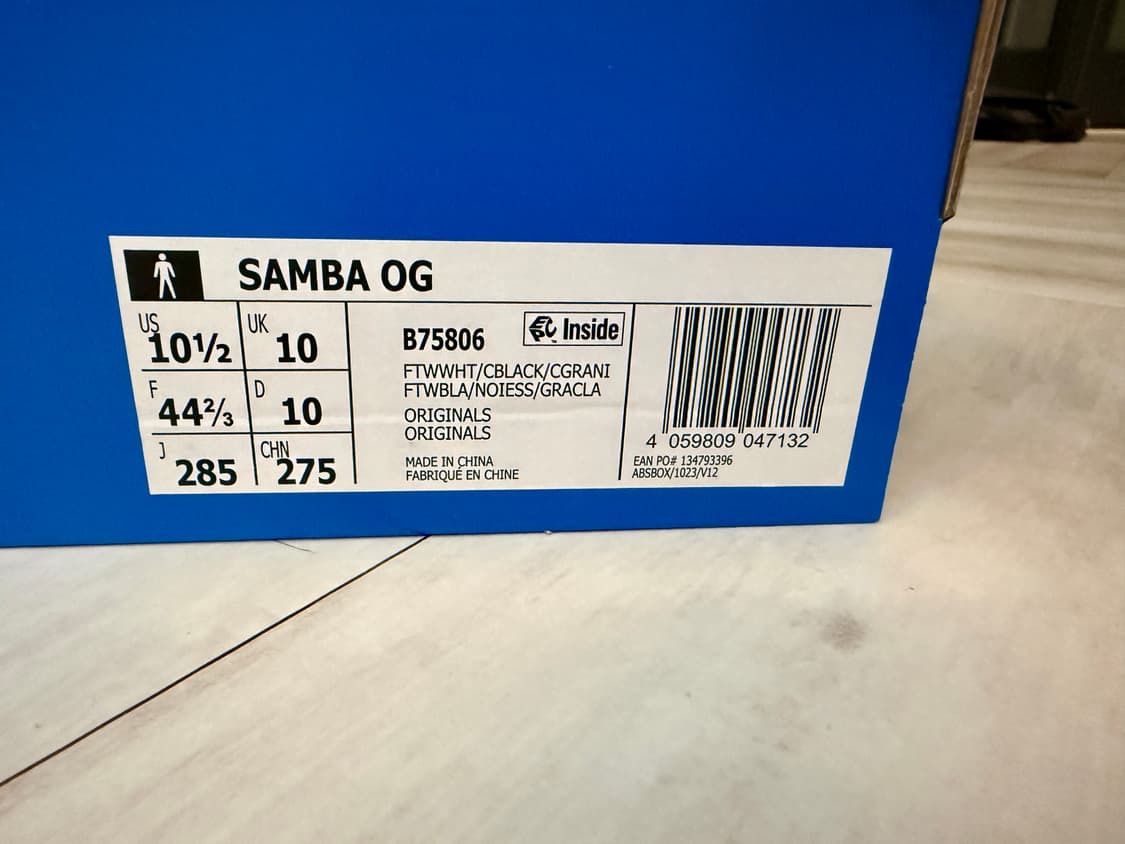 SAMBA OG
US 10½ UK 10
F 44⅔ D 10
J 285 CHN 275
B75806 Inside
FTWWHT/CBLACK/CGRANI
FTWBLA/NOIESS/GRACLA
ORIGINALS
ORIGINALS
MADE IN CHINA
FABRIQUÉ EN CHINE
4 059809 047132
EAN PO# 134793396
ABSBOX/1023/V12